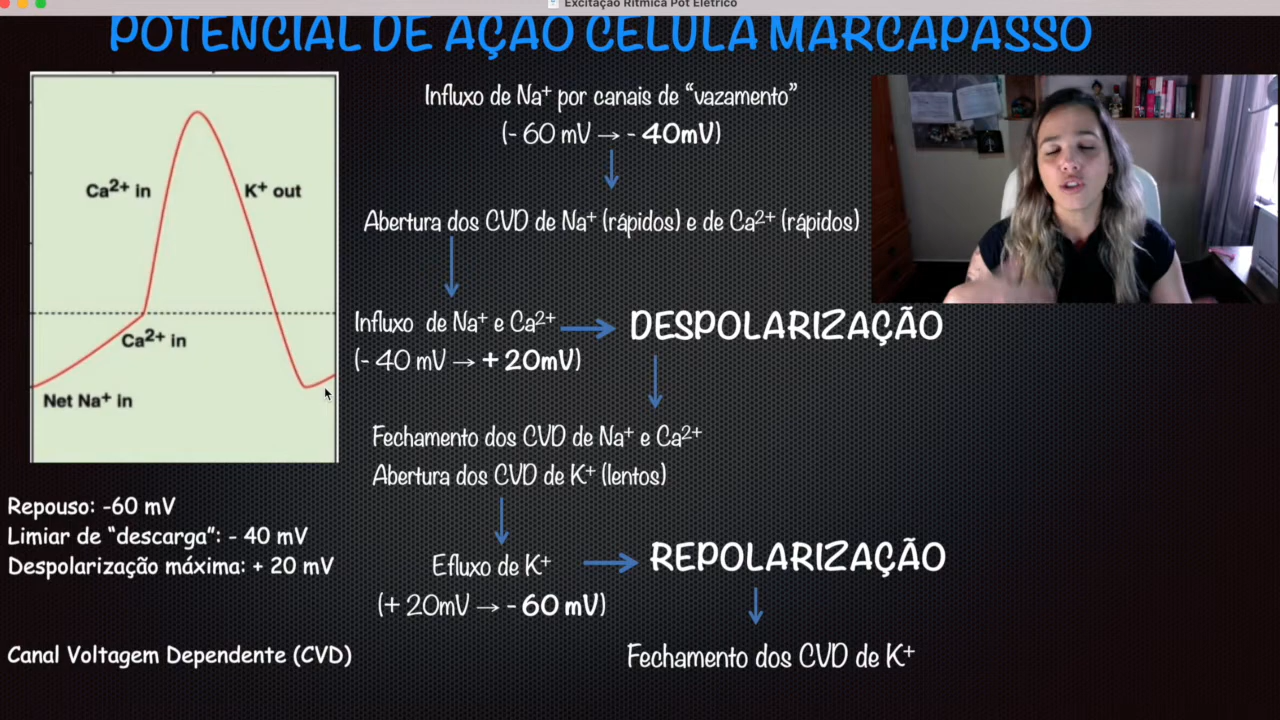 Excitação Rítmica Pot Elétrico
POTENCIAL DE AÇÃO CÉLULA MARCAPASSO
Ca2+ in
K+ out
Ca2+ in
Net Na+ in
Repouso: -60 mV
Limiar de “descarga”: - 40 mV
Despolarização máxima: + 20 mV
Canal Voltagem Dependente (CVD)
Influxo de Na+ por canais de “vazamento”
(- 60 mV → - 40mV)
Abertura dos CVD de Na+ (rápidos) e de Ca2+ (rápidos)
Influxo de Na+ e Ca2+
(- 40 mV → + 20mV)
DESPOLARIZAÇÃO
Fechamento dos CVD de Na+ e Ca2+
Abertura dos CVD de K+ (lentos)
Efluxo de K+
(+ 20mV → - 60 mV)
REPOLARIZAÇÃO
Fechamento dos CVD de K+